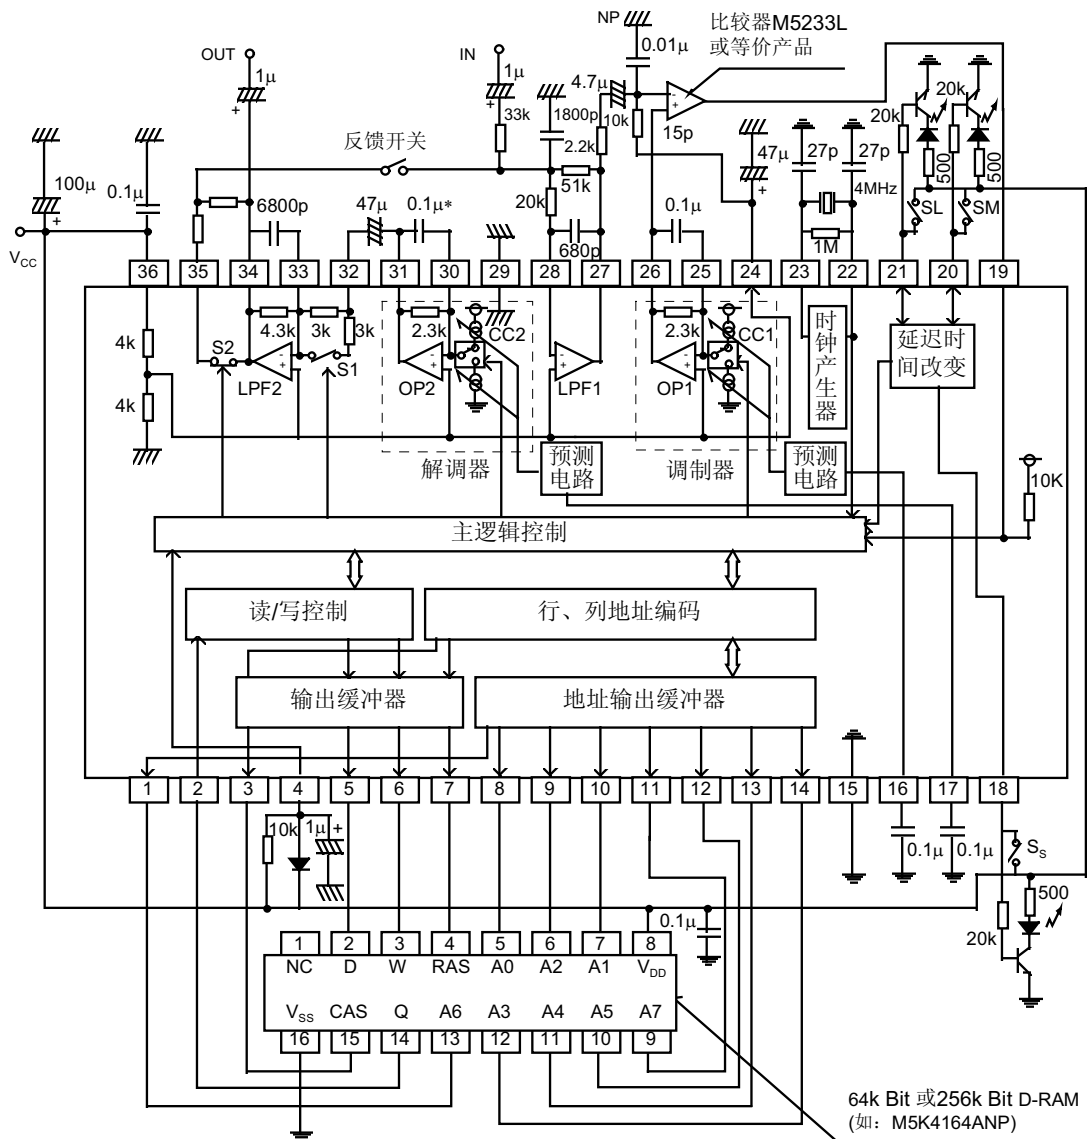 NP
比较器M5233L
或等价产品
OUT
IN
0.01μ
1μ
+
1μ
+
4.7μ
-
+
15p
20k
20k
33k
1800p
10k
2.2k
反馈开关
47μ
+
27p
27p
500
500
100μ
+
0.1μ
6800p
47μ
0.1μ*
20k
51k
4MHz
SL
SM
0.1μ
680p
1M
VCC
36
35
34
33
32
31
30
29
28
27
26
25
24
23
22
21
20
19
4k
4k
S2
4.3k
3k
3k
S1
LPF2
2.3k
CC2
OP2
LPF1
2.3k
CC1
OP1
时钟产生器
延迟时
间改变
解调器
预测
电路
调制器
预测
电路
10K
主逻辑控制
读/写控制
行、列地址编码
输出缓冲器
地址输出缓冲器
1
2
3
4
5
6
7
8
9
10
11
12
13
14
15
16
17
18
10k
1μ
+
0.1μ
0.1μ
SS
500
20k
0.1μ
1
2
3
4
5
6
7
8
NC
D
W
RAS
A0
A2
A1
VDD
VSS
CAS
Q
A6
A3
A4
A5
A7
16
15
14
13
12
11
10
9
64k Bit 或256k Bit D-RAM
(如：M5K4164ANP)